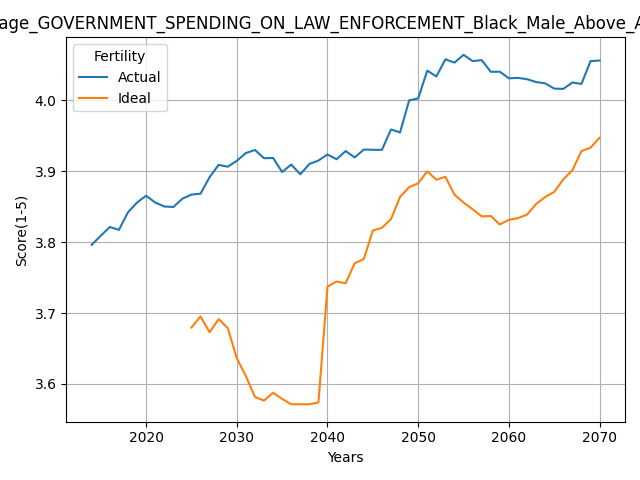 age_GOVERNMENT_SPENDING_ON_LAW_ENFORCEMENT_Black_Male_Above_A
Fertility
Actual
Ideal
4.0
3.9
3.8
3.7
3.6
Score(1-5)
2020 2030 2040 2050 2060 2070
Years